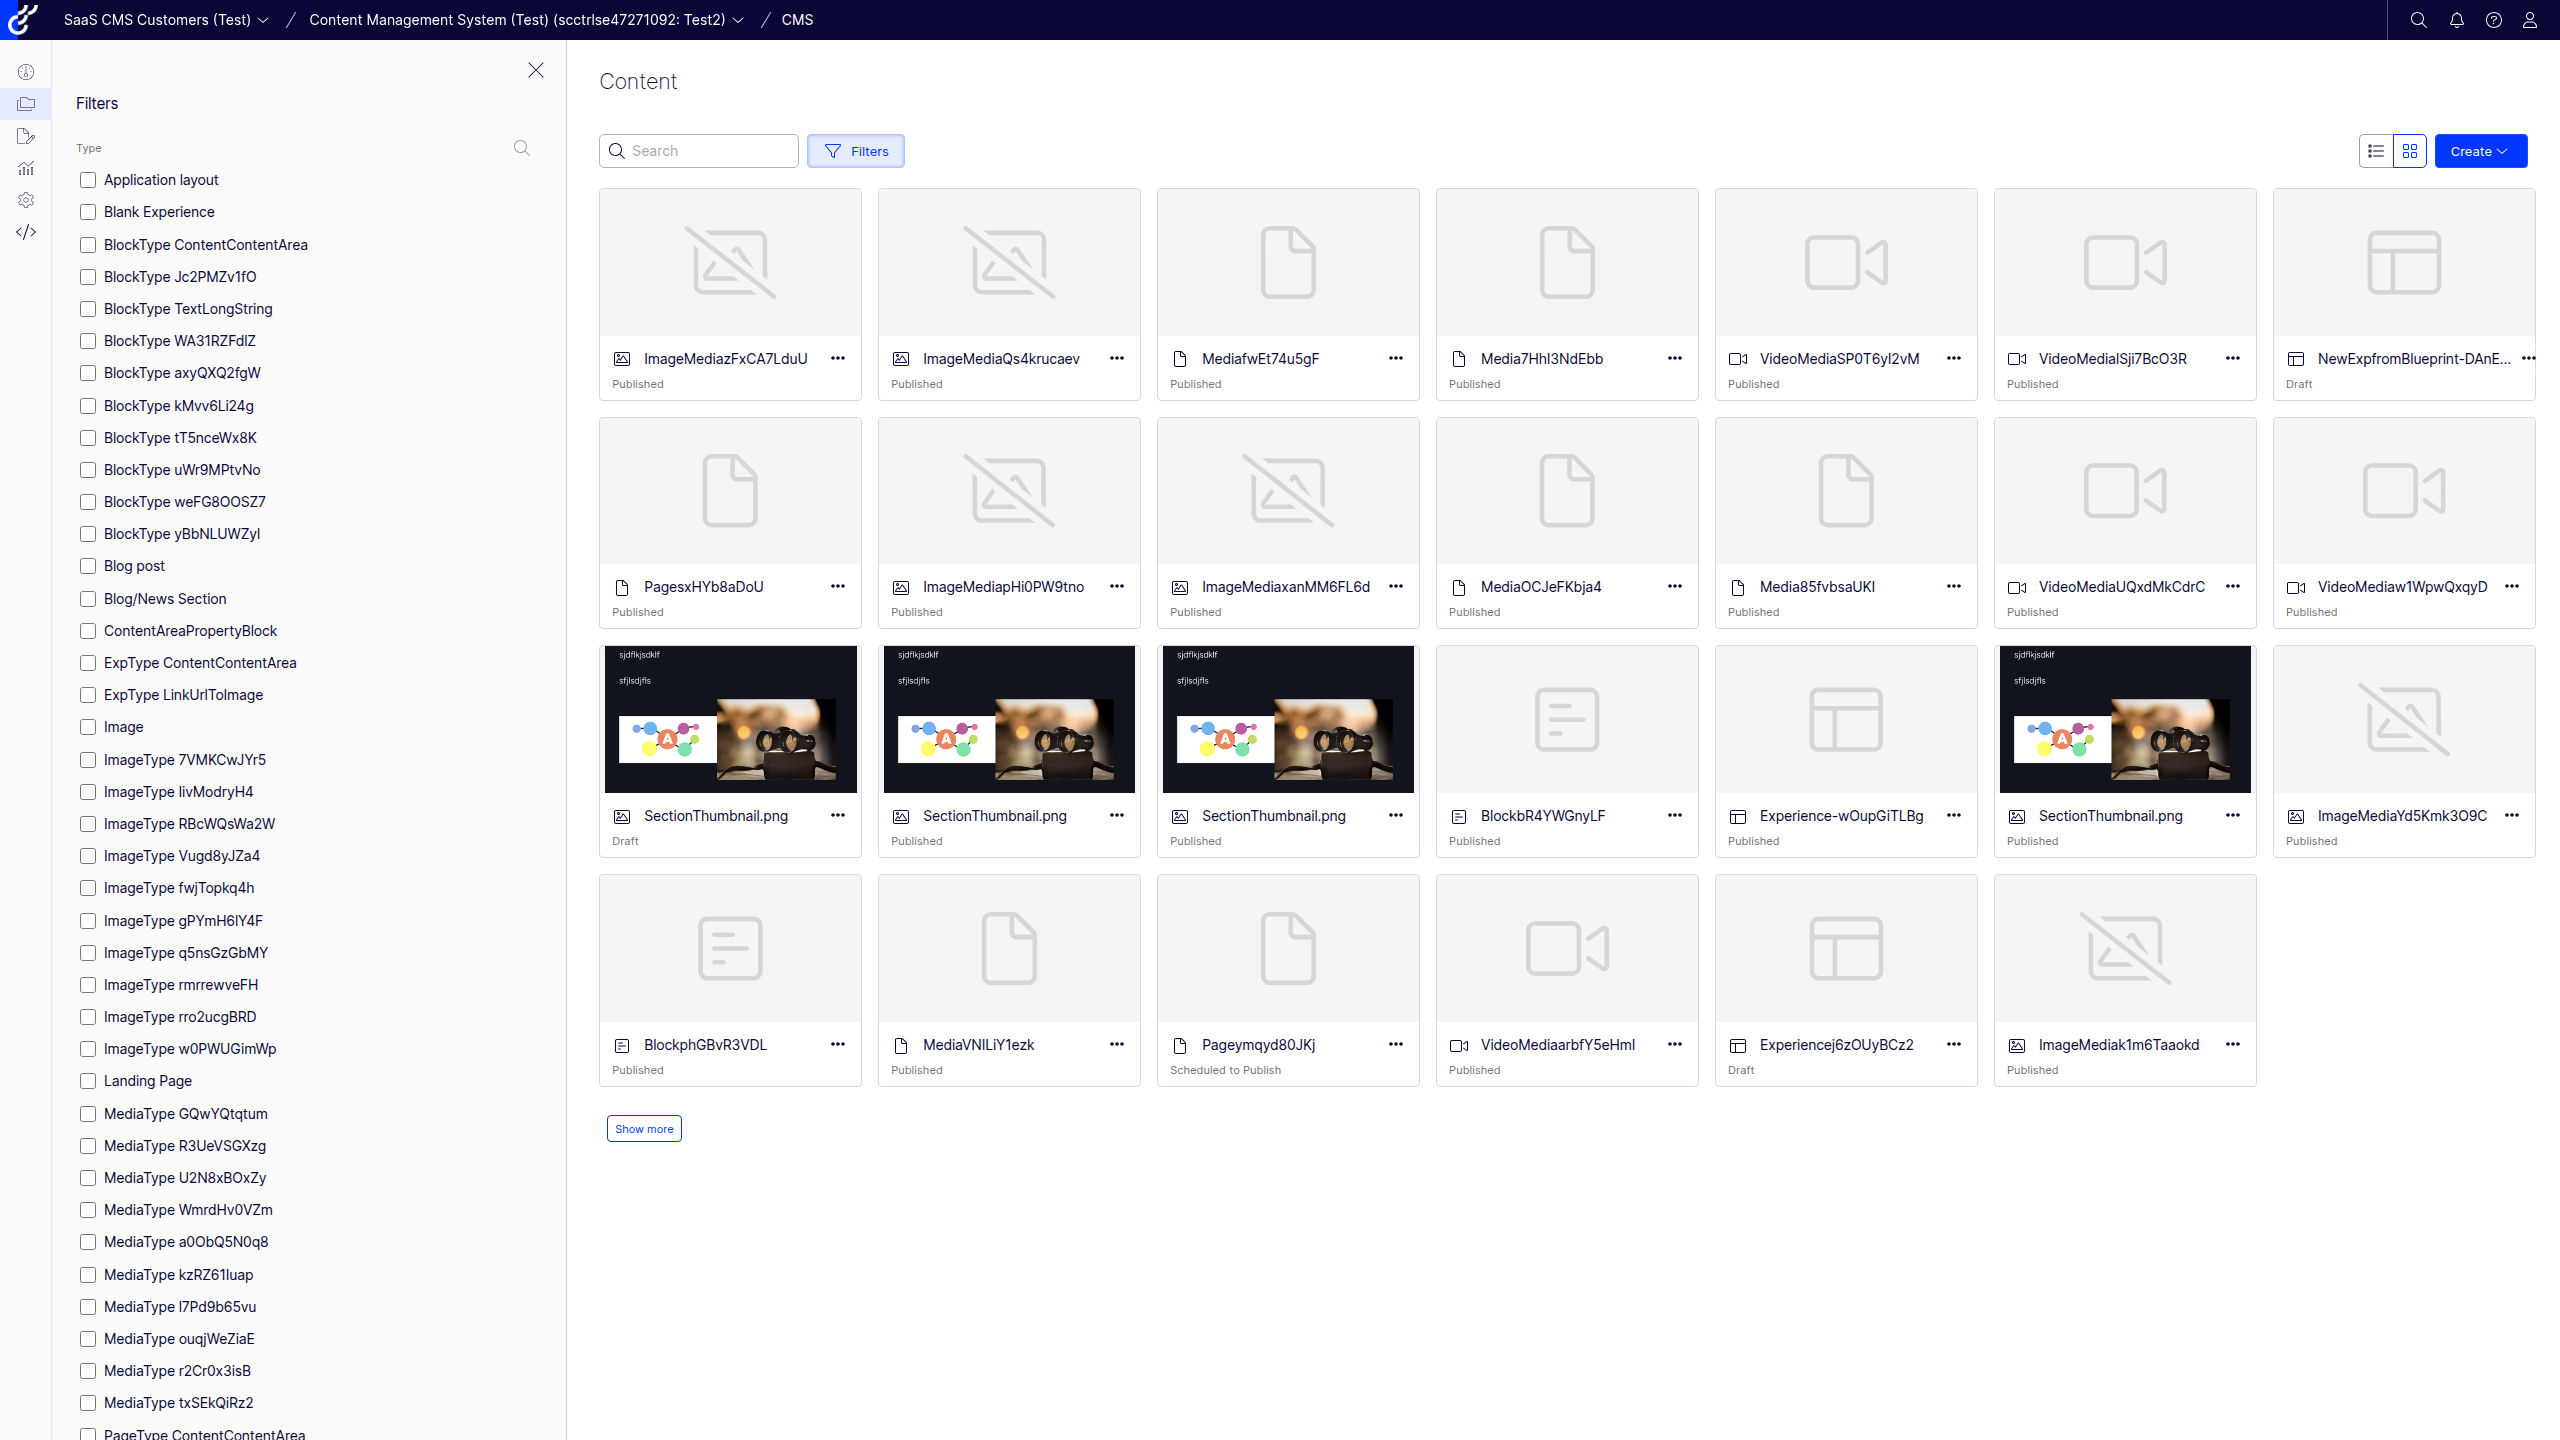 SaaS CMS Customers (Test) / Content Management System (Test) (scctrlse47271092: Test2) / CMS
Filters
Type
Application layout
Blank Experience
BlockType ContentContentArea
BlockType Jc2PMZv1fO
BlockType TextLongString
BlockType WA31RZFdIZ
BlockType axyQXQ2fgW
BlockType kMvv6Li24g
BlockType tT5nceWx8K
BlockType uWr9MPtvNo
BlockType weFG8OOSZ7
BlockType yBbNLUWZyI
Blog post
Blog/News Section
ContentAreaPropertyBlock
ExpType ContentContentArea
ExpType LinkUrlToImage
Image
ImageType 7VMKCwJYr5
ImageType IivModryH4
ImageType RBcWQsWa2W
ImageType Vugd8yJZa4
ImageType fwjTopkq4h
ImageType gPYmH6lY4F
ImageType q5nsGzGbMY
ImageType rmrrewveFH
ImageType rro2ucgBRD
ImageType w0PWUGimWp
Landing Page
MediaType GQwYQtqtum
MediaType R3UeVSGXzg
MediaType U2N8xBOxZy
MediaType WmrdHv0VZm
MediaType a0ObQ5N0q8
MediaType kzRZ61Iuap
MediaType l7Pd9b65vu
MediaType ouqjWeZiaE
MediaType r2Cr0x3isB
MediaType txSEkQiRz2
PageType ContentContentArea
Content
Search
Filters
Create
ImageMediazFxCA7LduU
Published
ImageMediaQs4krucaev
Published
MediafwEt74u5gF
Published
Media7HhI3NdEbb
Published
VideoMediaSP0T6yI2vM
Published
VideoMediaISji7BcO3R
Published
NewExpfromBlueprint-DAnE...
Draft
PagesxHYb8aDoU
Published
ImageMediapHi0PW9tno
Published
ImageMediaxanMM6FL6d
Published
MediaOCJeFKbja4
Published
Media85fvbsaUKI
Published
VideoMediaUQxdMkCdrC
Published
VideoMediaw1WpwQxqyD
Published
sjdflkjsdklf
sfjlsdjfls
A
SectionThumbnail.png
Draft
sjdflkjsdklf
sfjlsdjfls
A
SectionThumbnail.png
Published
sjdflkjsdklf
sfjlsdjfls
A
SectionThumbnail.png
Published
BlockbR4YWGnyLF
Published
Experience-wOupGiTLBg
Published
sjdflkjsdklf
sfjlsdjfls
A
SectionThumbnail.png
Published
ImageMediaYd5Kmk3O9C
Published
BlockphGBvR3VDL
Published
MediaVNILiY1ezk
Published
Pageymqyd80JKj
Scheduled to Publish
VideoMediaarbfY5eHmI
Published
Experiencej6zOUyBCz2
Draft
ImageMediak1m6Taaokd
Published
Show more